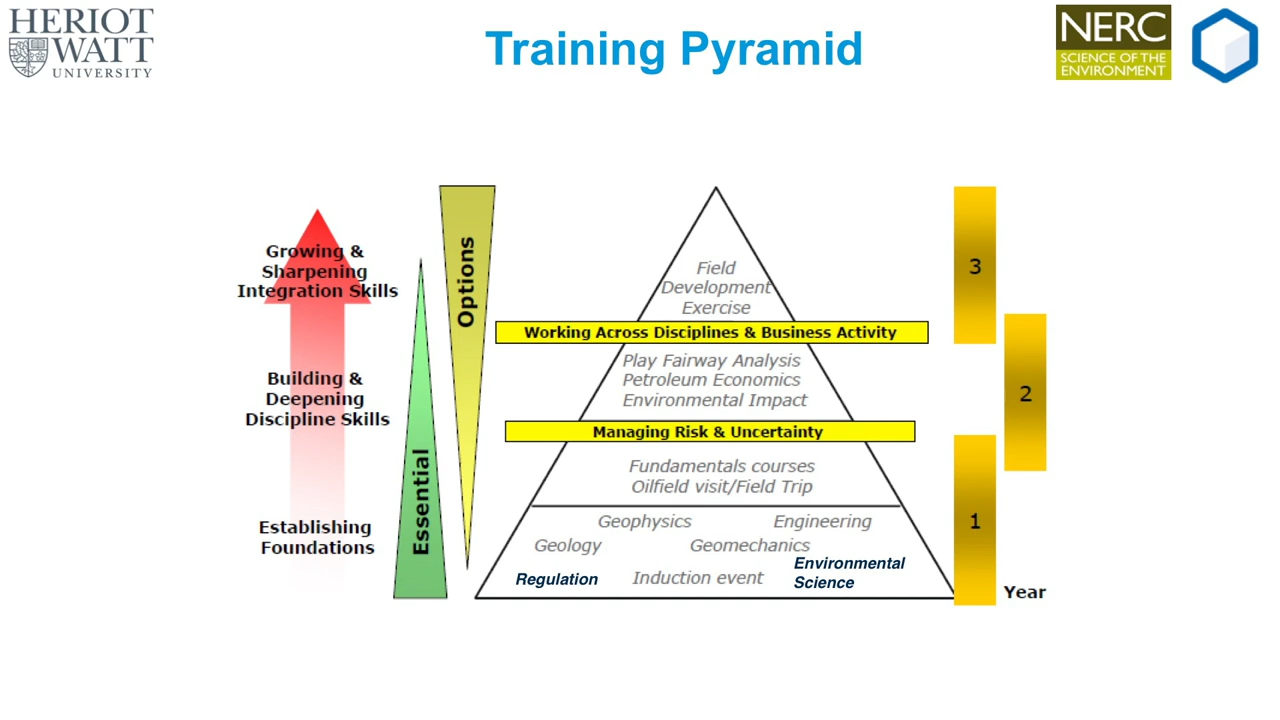 HERIOT
WATT
UNIVERSITY
Training Pyramid
NERC
SCIENCE OF THE
ENVIRONMENT
Growing &
Sharpening
Integration Skills
Building &
Deepening
Discipline Skills
Establishing
Foundations
Essential
Options
Field
Development
Exercise
Working Across Disciplines & Business Activity
Play Fairway Analysis
Petroleum Economics
Environmental Impact
Managing Risk & Uncertainty
Fundamentals courses
Oilfield visit/Field Trip
Geophysics Engineering
Geology Geomechanics
Regulation Induction event Environmental
Science
3
2
1
Year